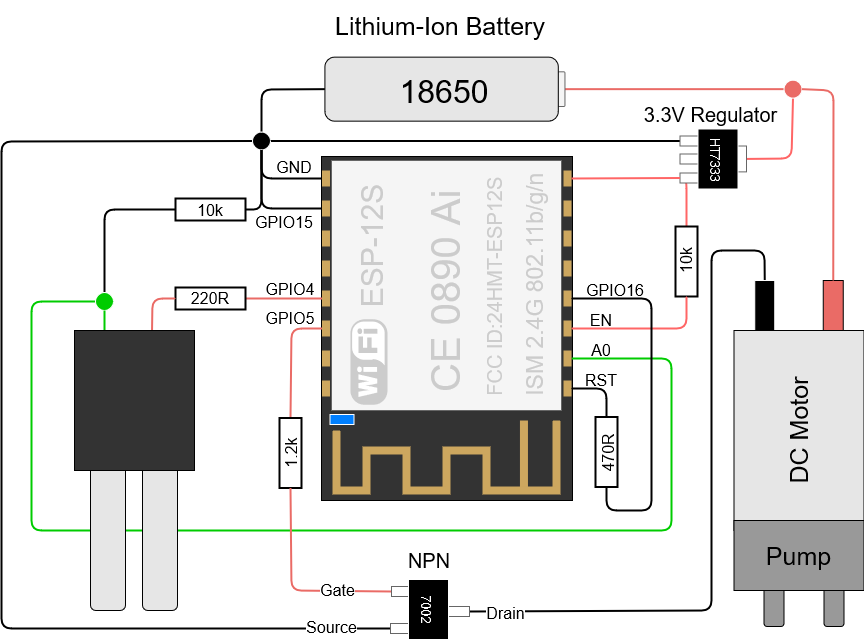 Lithium-Ion Battery
18650
3.3V Regulator
HT7333
GND
10k
GPIO15
ESP-12S
CE 0890 Ai
FCC ID:24HMT-ESP12S
ISM 2.4G 802.11b/g/n
WiFi
10k
220R
GPIO4
GPIO5
GPIO16
EN
A0
RST
1.2k
470R
DC Motor
Pump
NPN
7002
Gate
Source
Drain